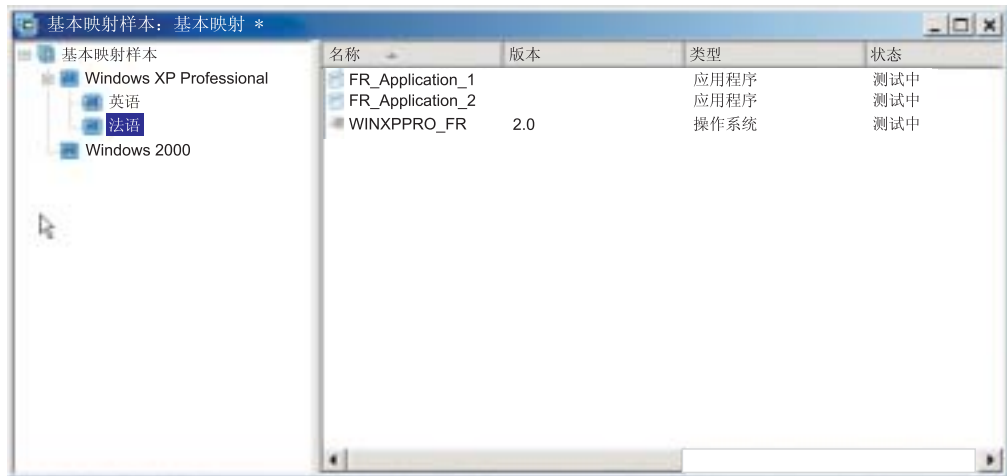 基本映射样本：基本映射 *
基本映射样本
Windows XP Professional
英语
法语
Windows 2000
名称 版本 类型 状态
FR_Application_1 应用程序 测试中
FR_Application_2 应用程序 测试中
WINXPPRO_FR 2.0 操作系统 测试中